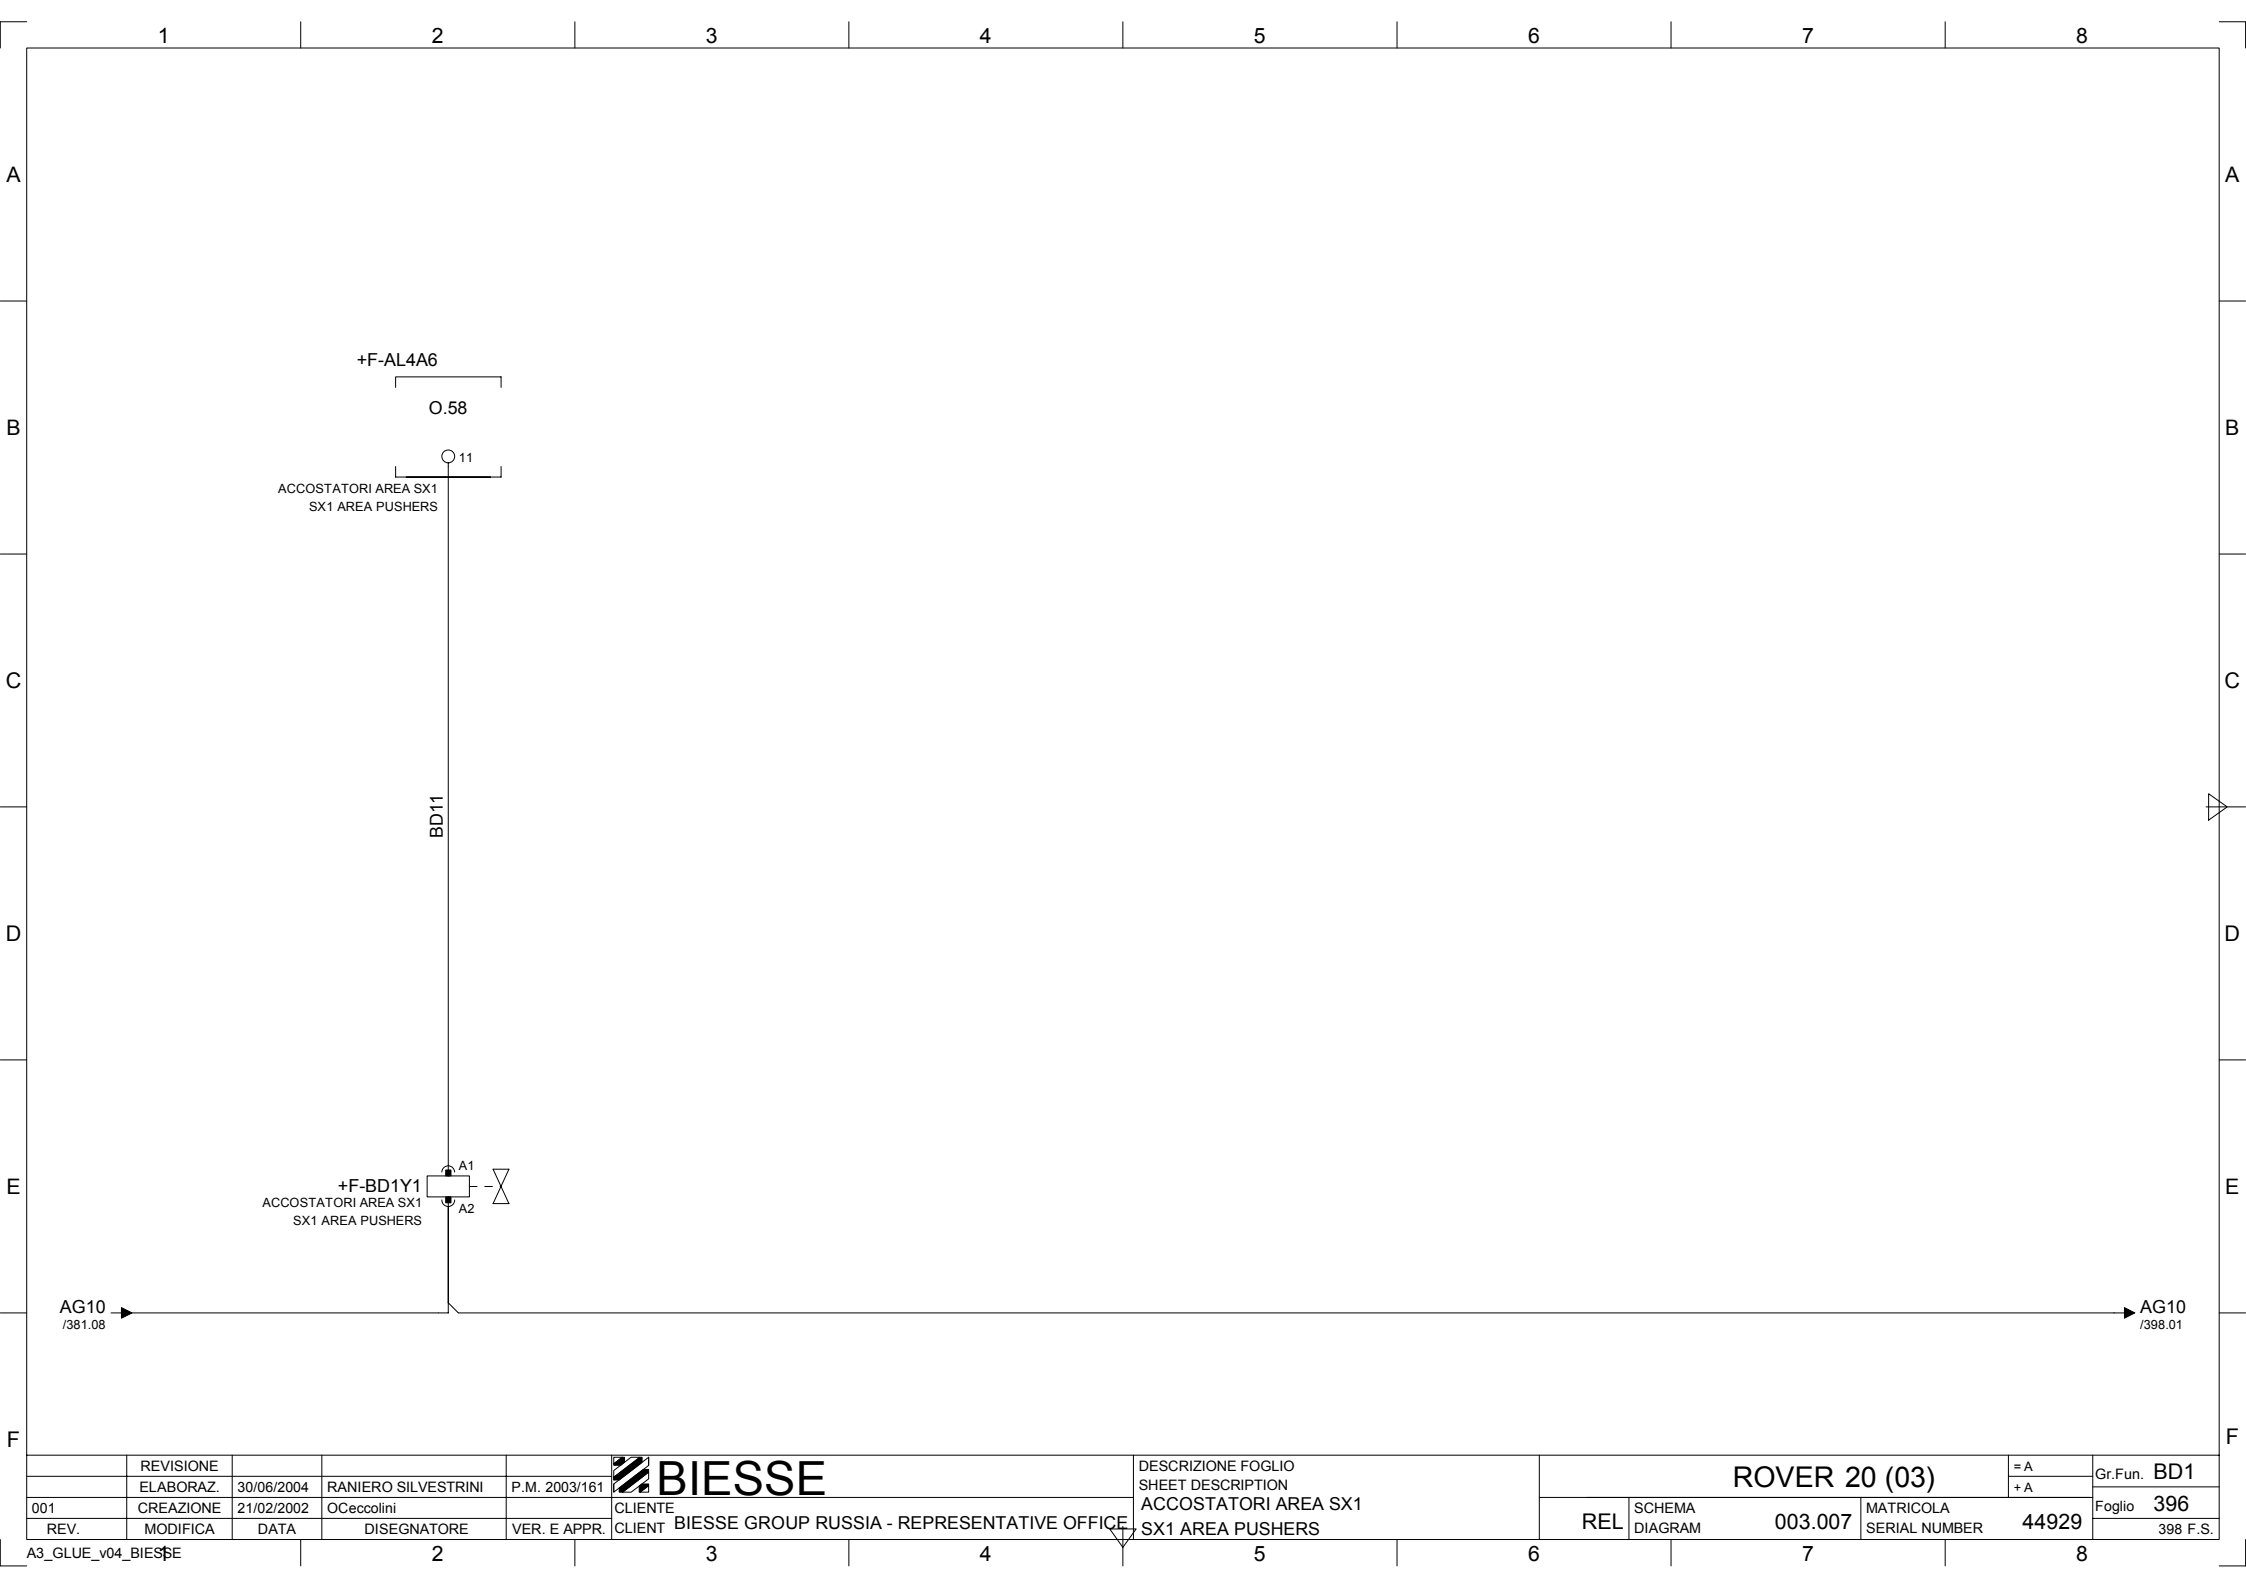 1 2 3 4 5 6 7 8
A A
+F-AL4A6
O.58
B B
11
ACCOSTATORI AREA SX1
SX1 AREA PUSHERS
C C
BD11
D D
A1
+F-BD1Y1
E E
ACCOSTATORI AREA SX1
A2
SX1 AREA PUSHERS
AG10 AG10
/381.08 /398.01
F F
REVISIONE
ELABORAZ. 30/06/2004 RANIERO SILVESTRINI P.M. 2003/161
001 CREAZIONE 21/02/2002 OCeccolini
REV. MODIFICA DATA DISEGNATORE VER. E APPR.
BIESSE
CLIENTE
CLIENT BIESSE GROUP RUSSIA - REPRESENTATIVE OFFICE
DESCRIZIONE FOGLIO
SHEET DESCRIPTION
ACCOSTATORI AREA SX1
SX1 AREA PUSHERS
ROVER 20 (03)
REL SCHEMA
DIAGRAM 003.007
MATRICOLA
SERIAL NUMBER 44929
= A
+ A
Gr.Fun. BD1
Foglio 396
398 F.S.
A3_GLUE_v04_BIESSE
1 2 3 4 5 6 7 8